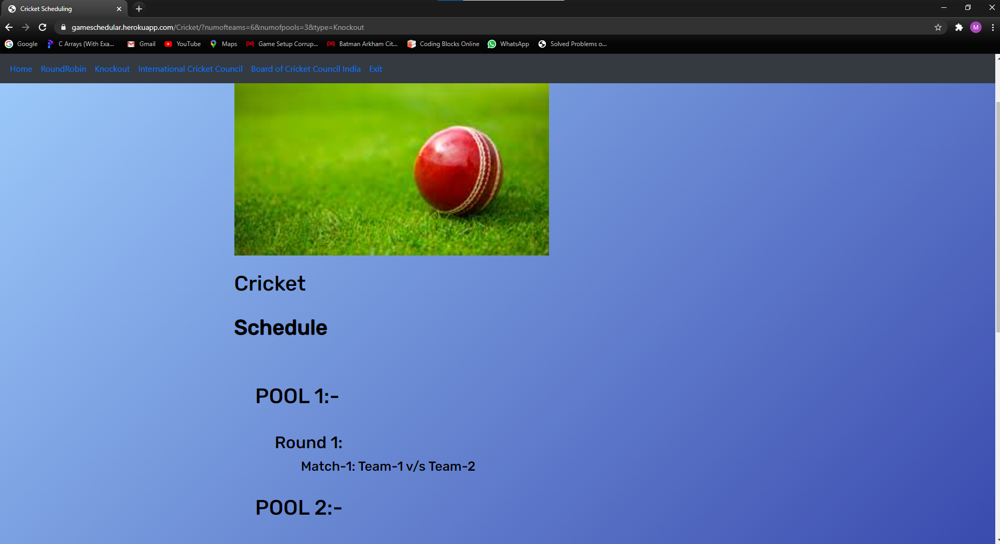 Cricket Scheduling
gameschedular.herokuapp.com/Cricket/?numofteams=6&numofpools=3&type=Knockout
M
Google C Arrays (With Exa... Gmail YouTube Maps Game Setup Corrup... Batman Arkham Cit... Coding Blocks Online WhatsApp Solved Problems o...
Home RoundRobin Knockout International Cricket Council Board of Cricket Council India Exit
Cricket
Schedule
POOL 1:-
Round 1:
Match-1: Team-1 v/s Team-2
POOL 2:-